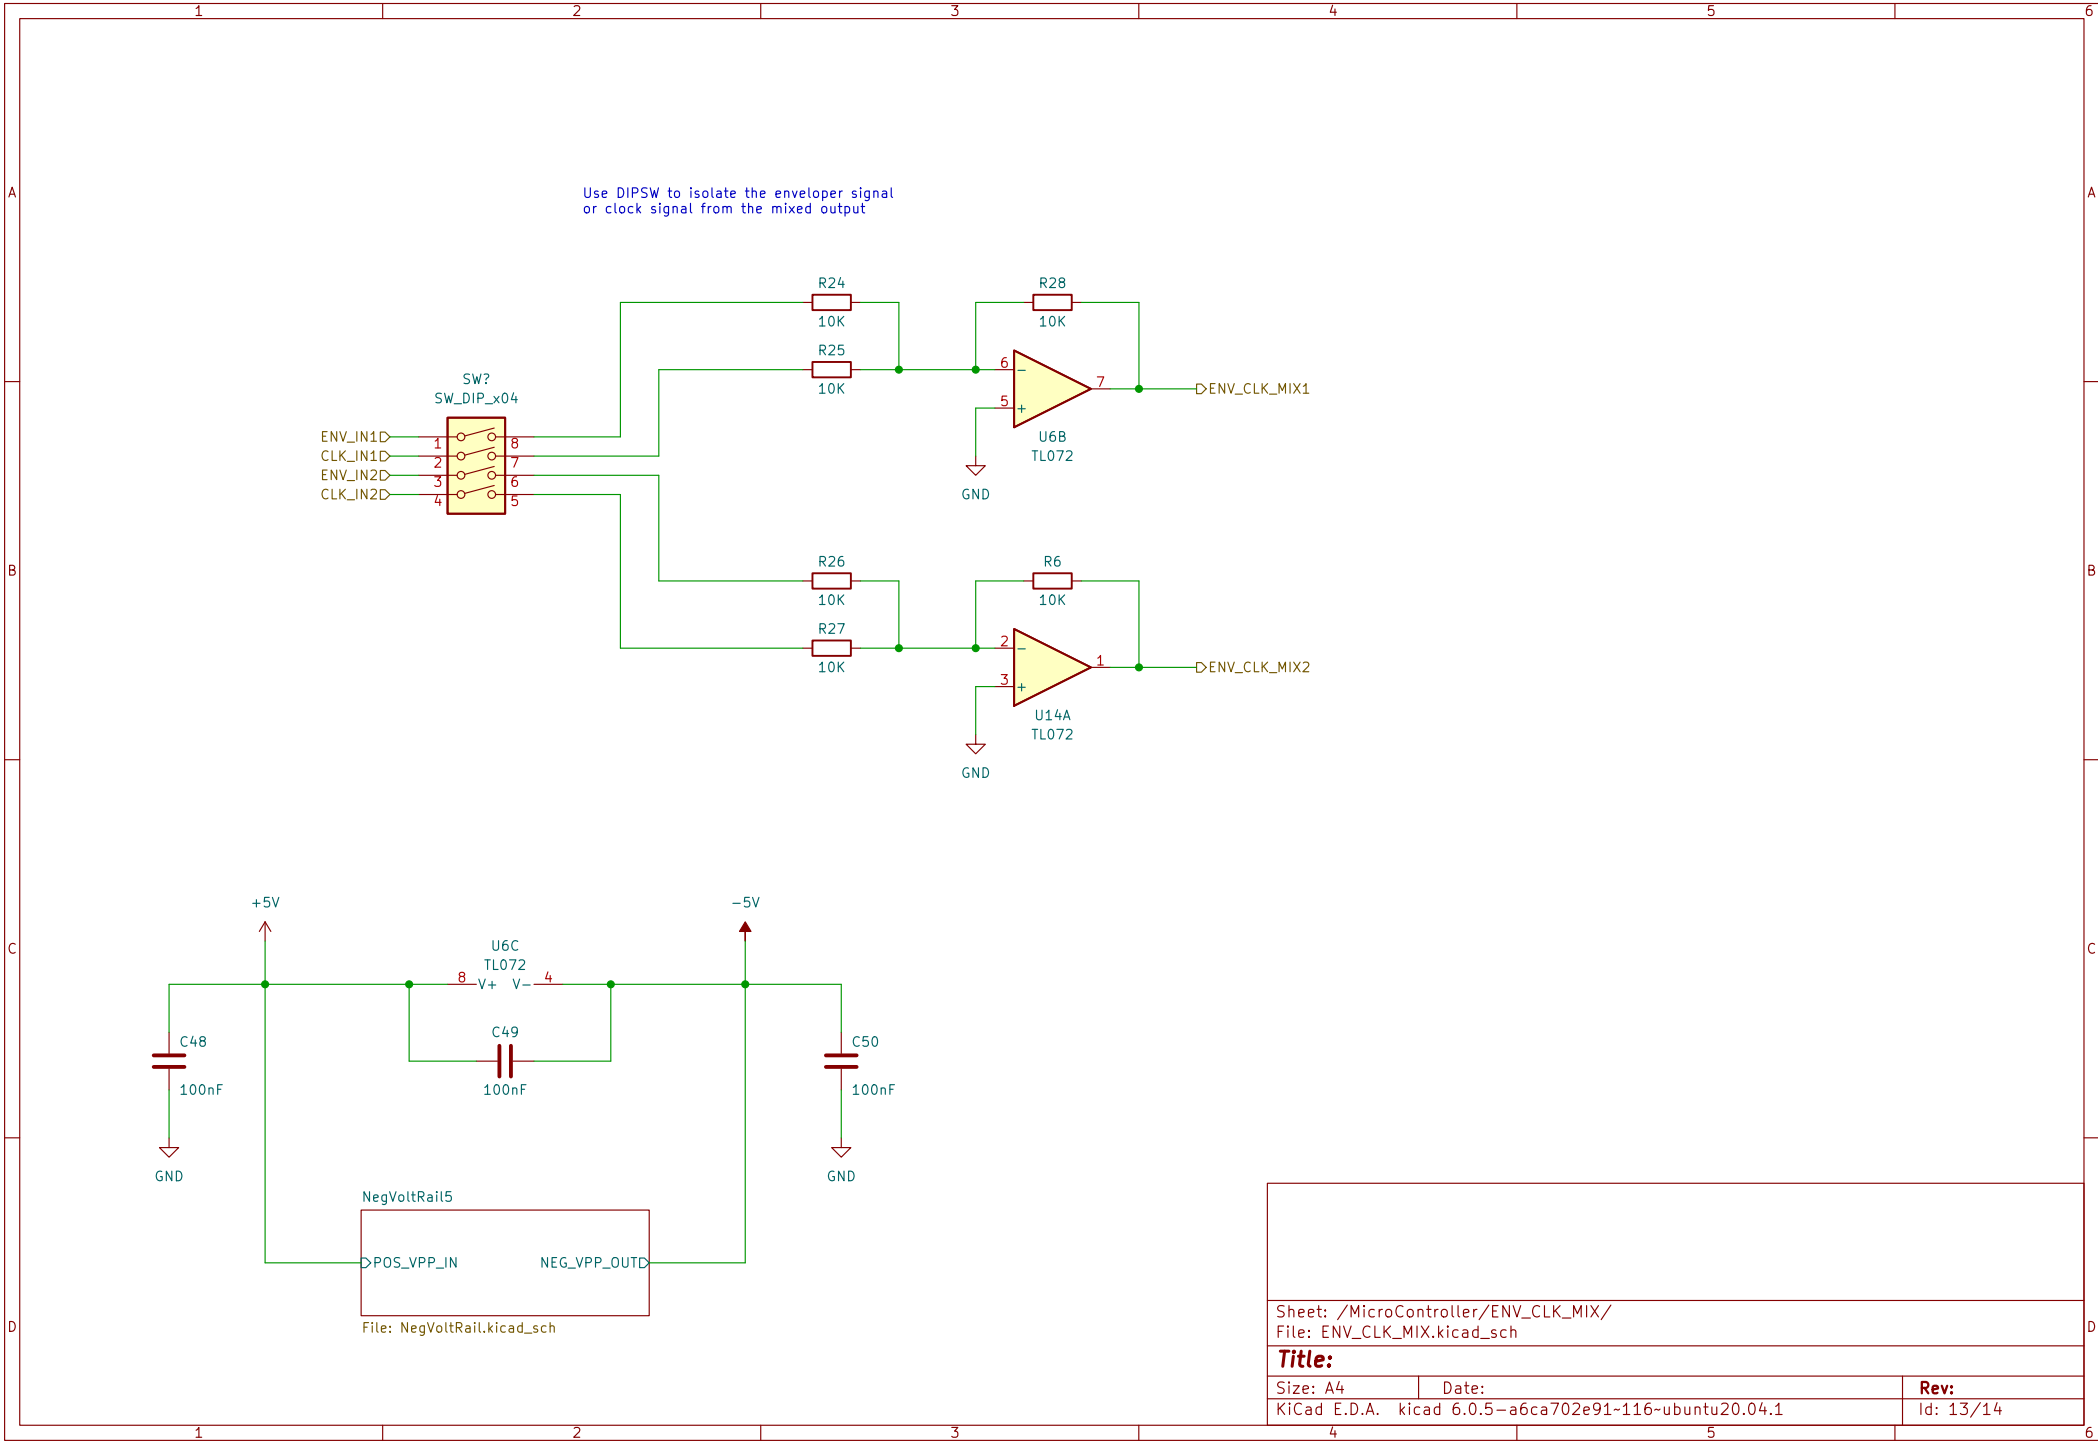 1 2 3 4 5 6
A A
Use DIPSW to isolate the enveloper signal
or clock signal from the mixed output
R24 R28
10K 10K
R25
10K
SW?
SW_DIP_x04
6 −
7 ENV_CLK_MIX1
5 +
ENV_IN1 1 8
CLK_IN1 2 7
ENV_IN2 3 6
CLK_IN2 4 5
U6B
TL072
GND
R26 R6
B B
10K 10K
R27
10K
2 −
1 ENV_CLK_MIX2
3 +
U14A
TL072
GND
+5V −5V
U6C
TL072
C C
8 V+ V− 4
C49
C48 C50
100nF 100nF 100nF
GND GND
NegVoltRail5
POS_VPP_IN NEG_VPP_OUT
File: NegVoltRail.kicad_sch
D D
Sheet: /MicroController/ENV_CLK_MIX/
File: ENV_CLK_MIX.kicad_sch
Title:
Size: A4 Date: Rev:
KiCad E.D.A. kicad 6.0.5-a6ca702e91~116~ubuntu20.04.1 Id: 13/14
1 2 3 4 5 6